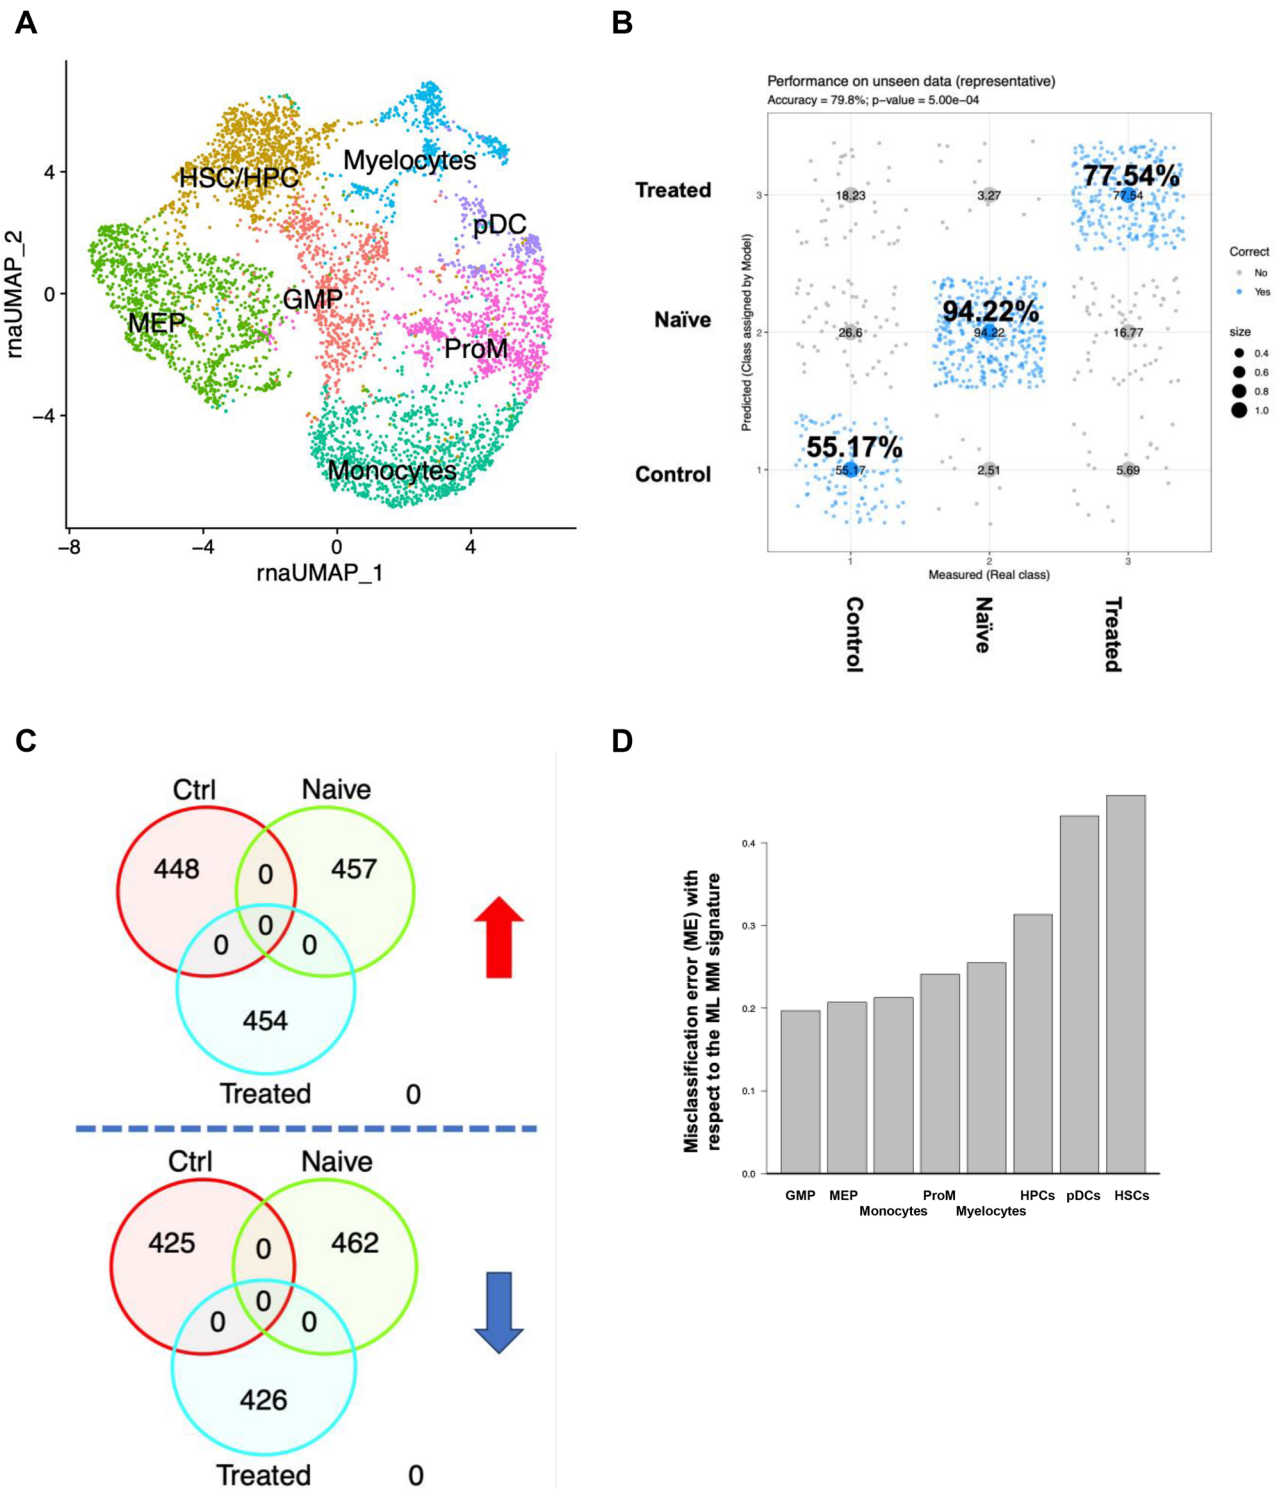 A
HSC/HPC
Myelocytes
pDC
MEP
GMP
ProM
Monocytes
4
0
−4
−8
−4
0
4
rnaUMAP_1
rnaUMAP_2
B
Performance on unseen data (representative)
Accuracy = 79.8%; p−value = 5.00e−04
Treated
Naïve
Control
Predicted (Class assigned by Model)
3
2
1
77.54%
18.23
3.27
77.54
94.22%
26.6
94.22
16.77
55.17%
55.17
2.51
5.69
1
2
3
Measured (Real class)
Control
Naïve
Treated
Correct
No
Yes
size
0.4
0.6
0.8
1.0
C
Ctrl
Naive
448
0
457
0
0
0
454
Treated
0
Ctrl
Naive
425
0
462
0
0
0
426
Treated
0
D
Misclassification error (ME) with
respect to the ML MM signature
0.4
0.3
0.2
0.1
0.0
GMP
MEP
Monocytes
ProM
Myelocytes
HPCs
pDCs
HSCs